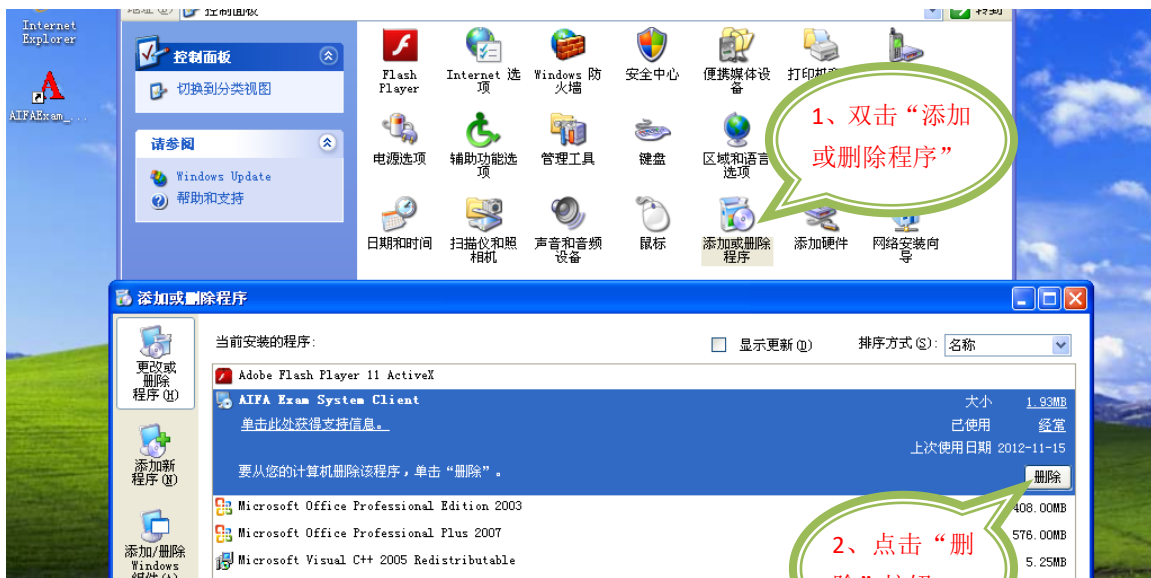 Internet
Explorer
控制面板
转到
AIFAExam_...
控制面板
切换到分类视图
请参阅
Windows Update
帮助和支持
Flash
Player
Internet 选
项
Windows 防
火墙
安全中心
便携媒体设
备
电源选项
辅助功能选
项
管理工具
键盘
区域和语言
选项
日期和时间
扫描仪和照
相机
声音和音频
设备
鼠标
添加或删除
程序
添加硬件
网络安装向
导
1、双击“添加
或删除程序”
添加或删除程序
更改或
删除
程序(H)
添加新
程序(N)
添加/删除
Windows
当前安装的程序:
显示更新(D)
排序方式(S):
名称
Adobe Flash Player 11 ActiveX
AIFA Exam System Client
大小 1.93MB
单击此处获得支持信息。
已使用 经常
上次使用日期 2012-11-15
要从您的计算机删除该程序，单击“删除”。
删除
Microsoft Office Professional Edition 2003
408.00MB
Microsoft Office Professional Plus 2007
576.00MB
Microsoft Visual C++ 2005 Redistributable
5.25MB
2、点击“删